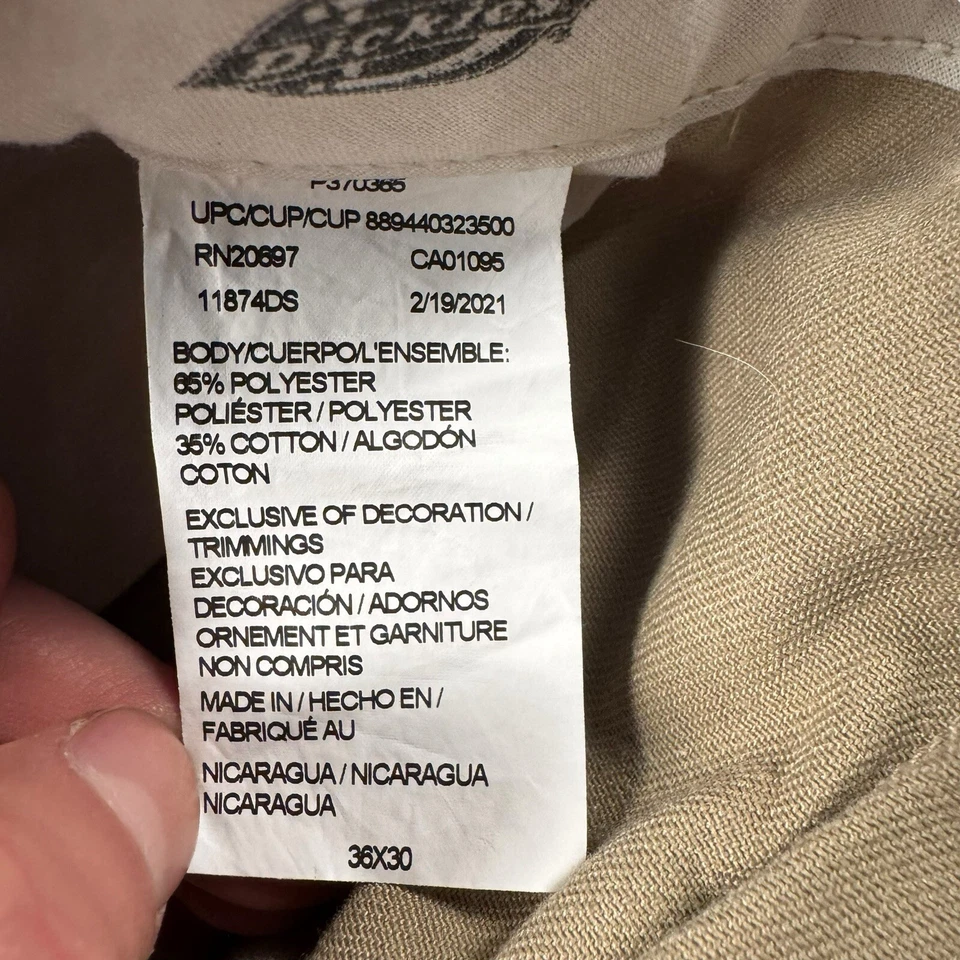 DICKIES
P370365
UPC/CUP/CUP 889440323500
RN20697 CA01095
11874DS 2/19/2021
BODY/CUERPO/L'ENSEMBLE:
65% POLYESTER
POLIÉSTER / POLYESTER
35% COTTON / ALGODÓN
COTON
EXCLUSIVE OF DECORATION /
TRIMMINGS
EXCLUSIVO PARA
DECORACIÓN / ADORNOS
ORNEMENT ET GARNITURE
NON COMPRIS
MADE IN / HECHO EN /
FABRIQUÉ AU
NICARAGUA / NICARAGUA
NICARAGUA
36X30